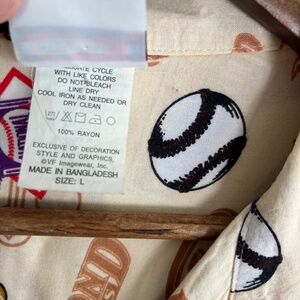 WITH LIKE COLORS
DO NOT BLEACH
LINE DRY
COOL IRON AS NEEDED OR
DRY CLEAN
100% RAYON
EXCLUSIVE OF DECORATION
STYLE AND GRAPHICS,
©VF Imagewear, Inc.
MADE IN BANGLADESH
SIZE: L
OND